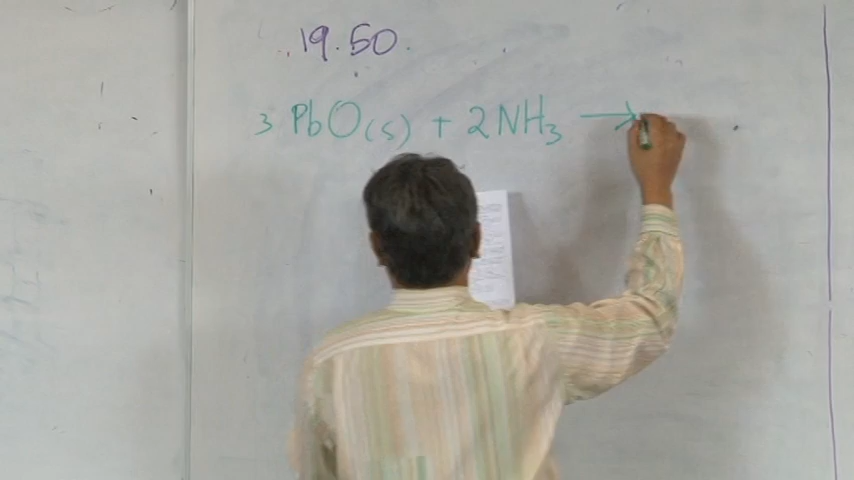 19.50.
3 PbO(s) + 2NH₃ →